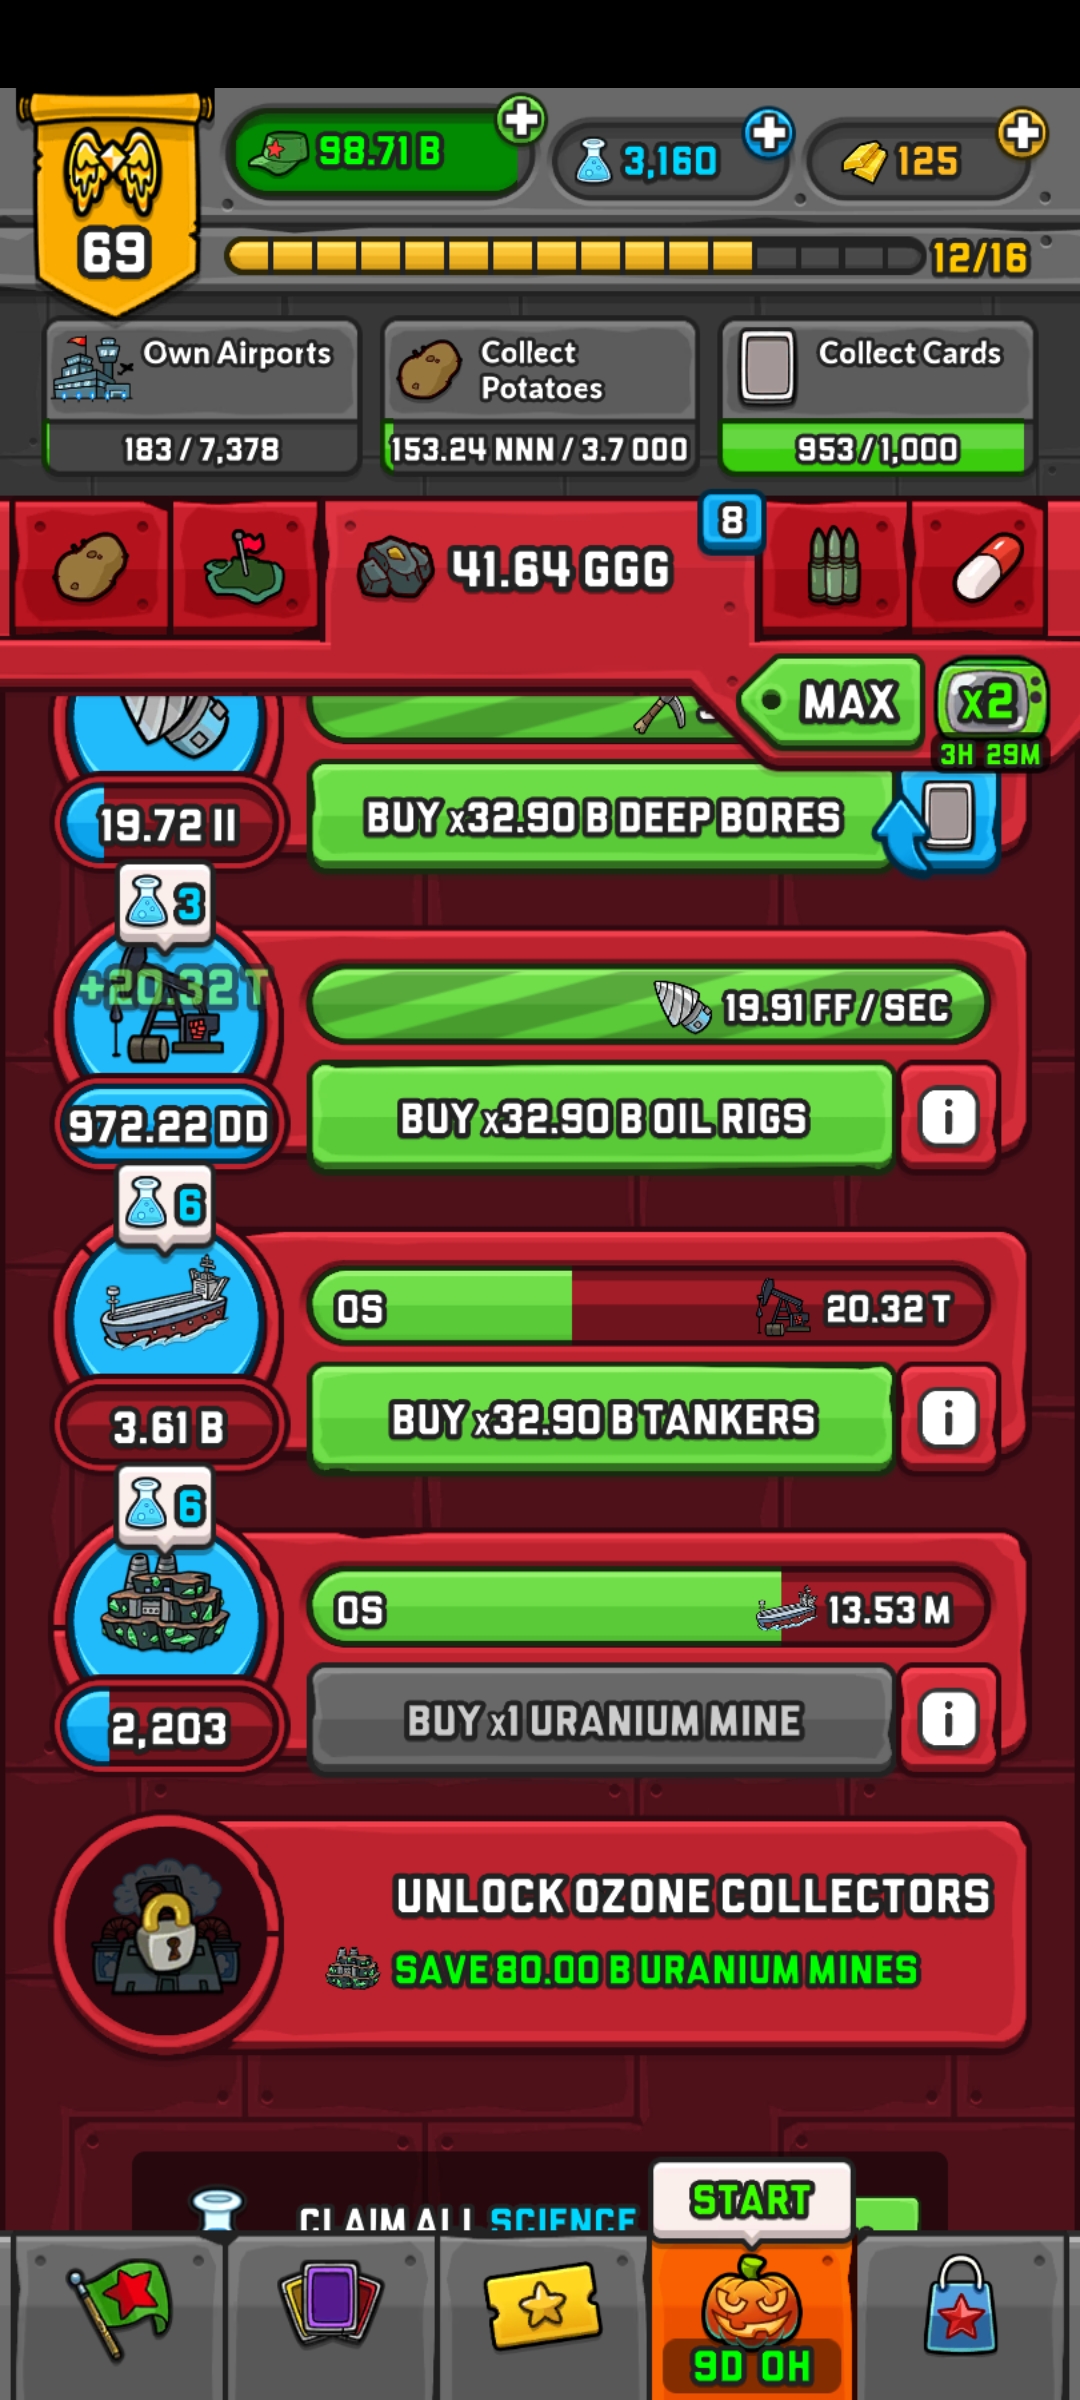 98.71 B
3,160
125
69
12/16
Own Airports
183 / 7,378
Collect
Potatoes
153.24 NNN / 3.7 OOO
Collect Cards
953 / 1,000
8
41.64 GGG
MAX
x2
3H 29M
19.72 II
BUY x32.90 B DEEP BORES
3
+20.32 T
19.91 FF / SEC
972.22 DD
BUY x32.90 B OIL RIGS
i
6
0S
20.32 T
3.61 B
BUY x32.90 B TANKERS
i
6
0S
13.53 M
2,203
BUY x1 URANIUM MINE
i
UNLOCK OZONE COLLECTORS
SAVE 80.00 B URANIUM MINES
CLAIM ALL SCIENCE
START
9D 0H